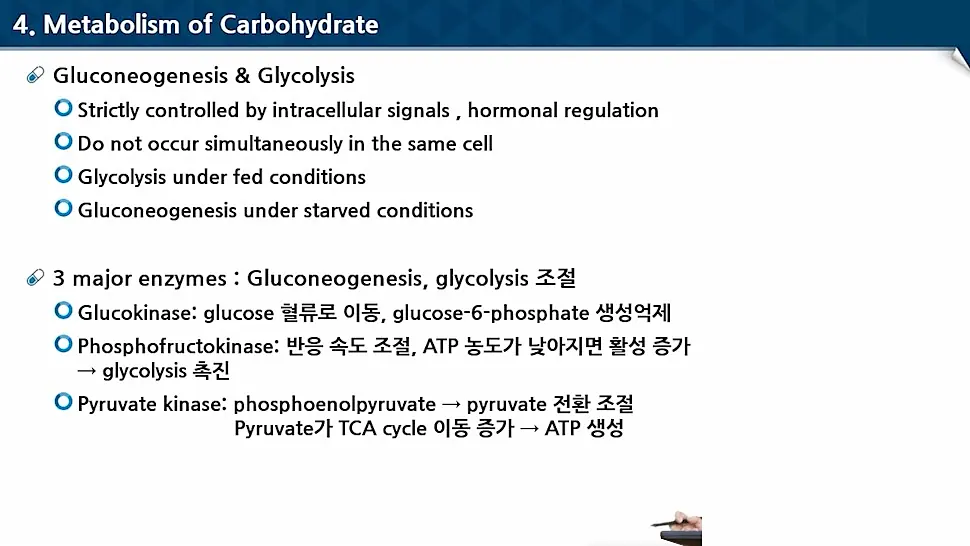 4. Metabolism of Carbohydrate
Gluconeogenesis & Glycolysis
Strictly controlled by intracellular signals , hormonal regulation
Do not occur simultaneously in the same cell
Glycolysis under fed conditions
Gluconeogenesis under starved conditions
3 major enzymes : Gluconeogenesis, glycolysis 조절
Glucokinase: glucose 혈류로 이동, glucose-6-phosphate 생성억제
Phosphofructokinase: 반응 속도 조절, ATP 농도가 낮아지면 활성 증가
→ glycolysis 촉진
Pyruvate kinase: phosphoenolpyruvate → pyruvate 전환 조절
Pyruvate가 TCA cycle 이동 증가 → ATP 생성